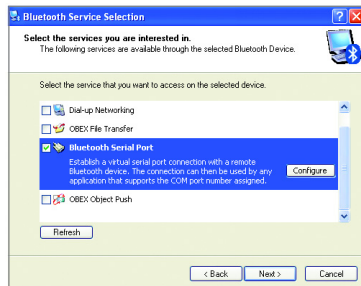 Bluetooth Service Selection
Select the services you are interested in.
The following services are available through the selected Bluetooth Device.
Select the service that you want to access on the selected device.
Dial-up Networking
OBEX File Transfer
Bluetooth Serial Port
Establish a virtual serial port connection with a remote
Bluetooth device. The connection can then be used by any
application that supports the COM port number assigned.
Configure
OBEX Object Push
Refresh
< Back
Next >
Cancel